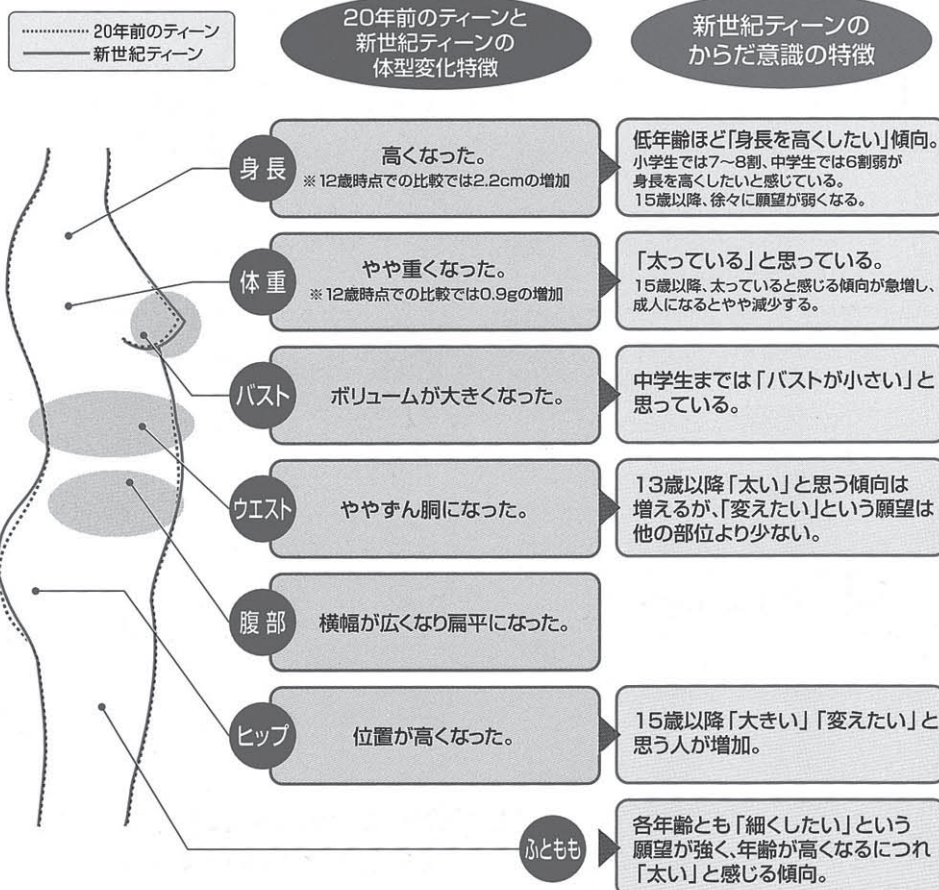 20年前のティーン
新世紀ティーン
20年前のティーンと
新世紀ティーンの
体型変化特徴
新世紀ティーンの
からだ意識の特徴
身長
高くなった。
※12歳時点での比較では2.2cmの増加
低年齢ほど「身長を高くしたい」傾向。
小学生では7〜8割、中学生では6割弱が
身長を高くしたいと感じている。
15歳以降、徐々に願望が弱くなる。
体重
やや重くなった。
※12歳時点での比較では0.9gの増加
「太っている」と思っている。
15歳以降、太っていると感じる傾向が急増し、
成人になるとやや減少する。
バスト
ボリュームが大きくなった。
中学生までは「バストが小さい」と
思っている。
ウエスト
ややずん胴になった。
13歳以降「太い」と思う傾向は
増えるが、「変えたい」という願望は
他の部位より少ない。
腹部
横幅が広くなり扁平になった。
ヒップ
位置が高くなった。
15歳以降「大きい」「変えたい」と
思う人が増加。
ふともも
各年齢とも「細くしたい」という
願望が強く、年齢が高くなるにつれ
「太い」と感じる傾向。